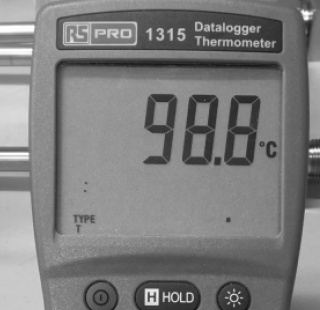 RS PRO 1315 Datalogger
Thermometer
98.8 °C
:
TYPE
T
HOLD